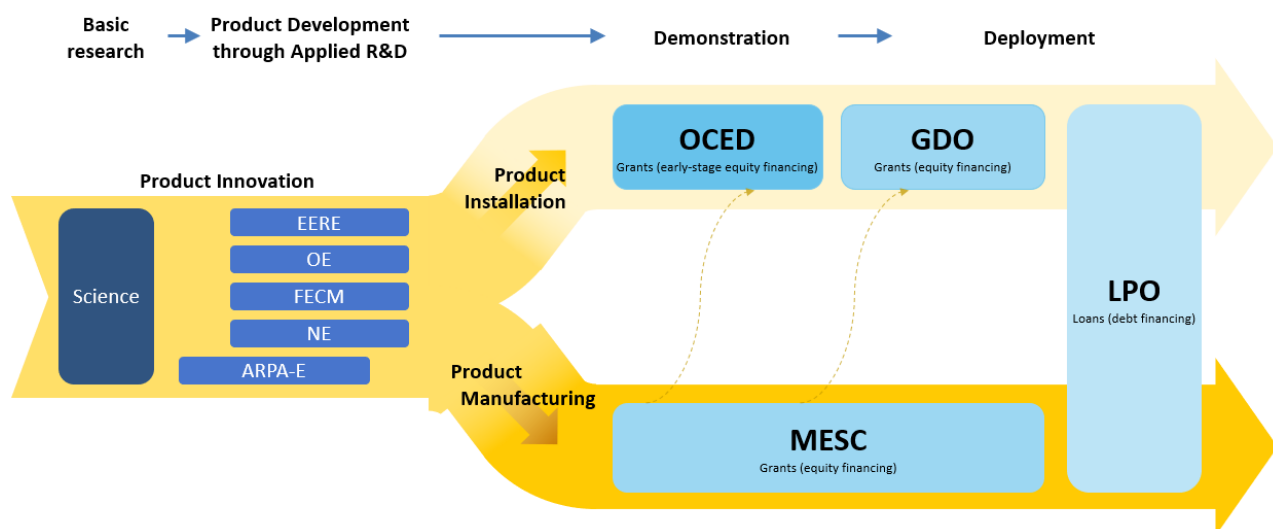 Basic
research
Product Development
through Applied R&D
Demonstration
Deployment
Product Innovation
Science
EERE
OE
FECM
NE
ARPA-E
Product
Installation
Product
Manufacturing
OCED
Grants (early-stage equity financing)
GDO
Grants (equity financing)
LPO
Loans (debt financing)
MESC
Grants (equity financing)